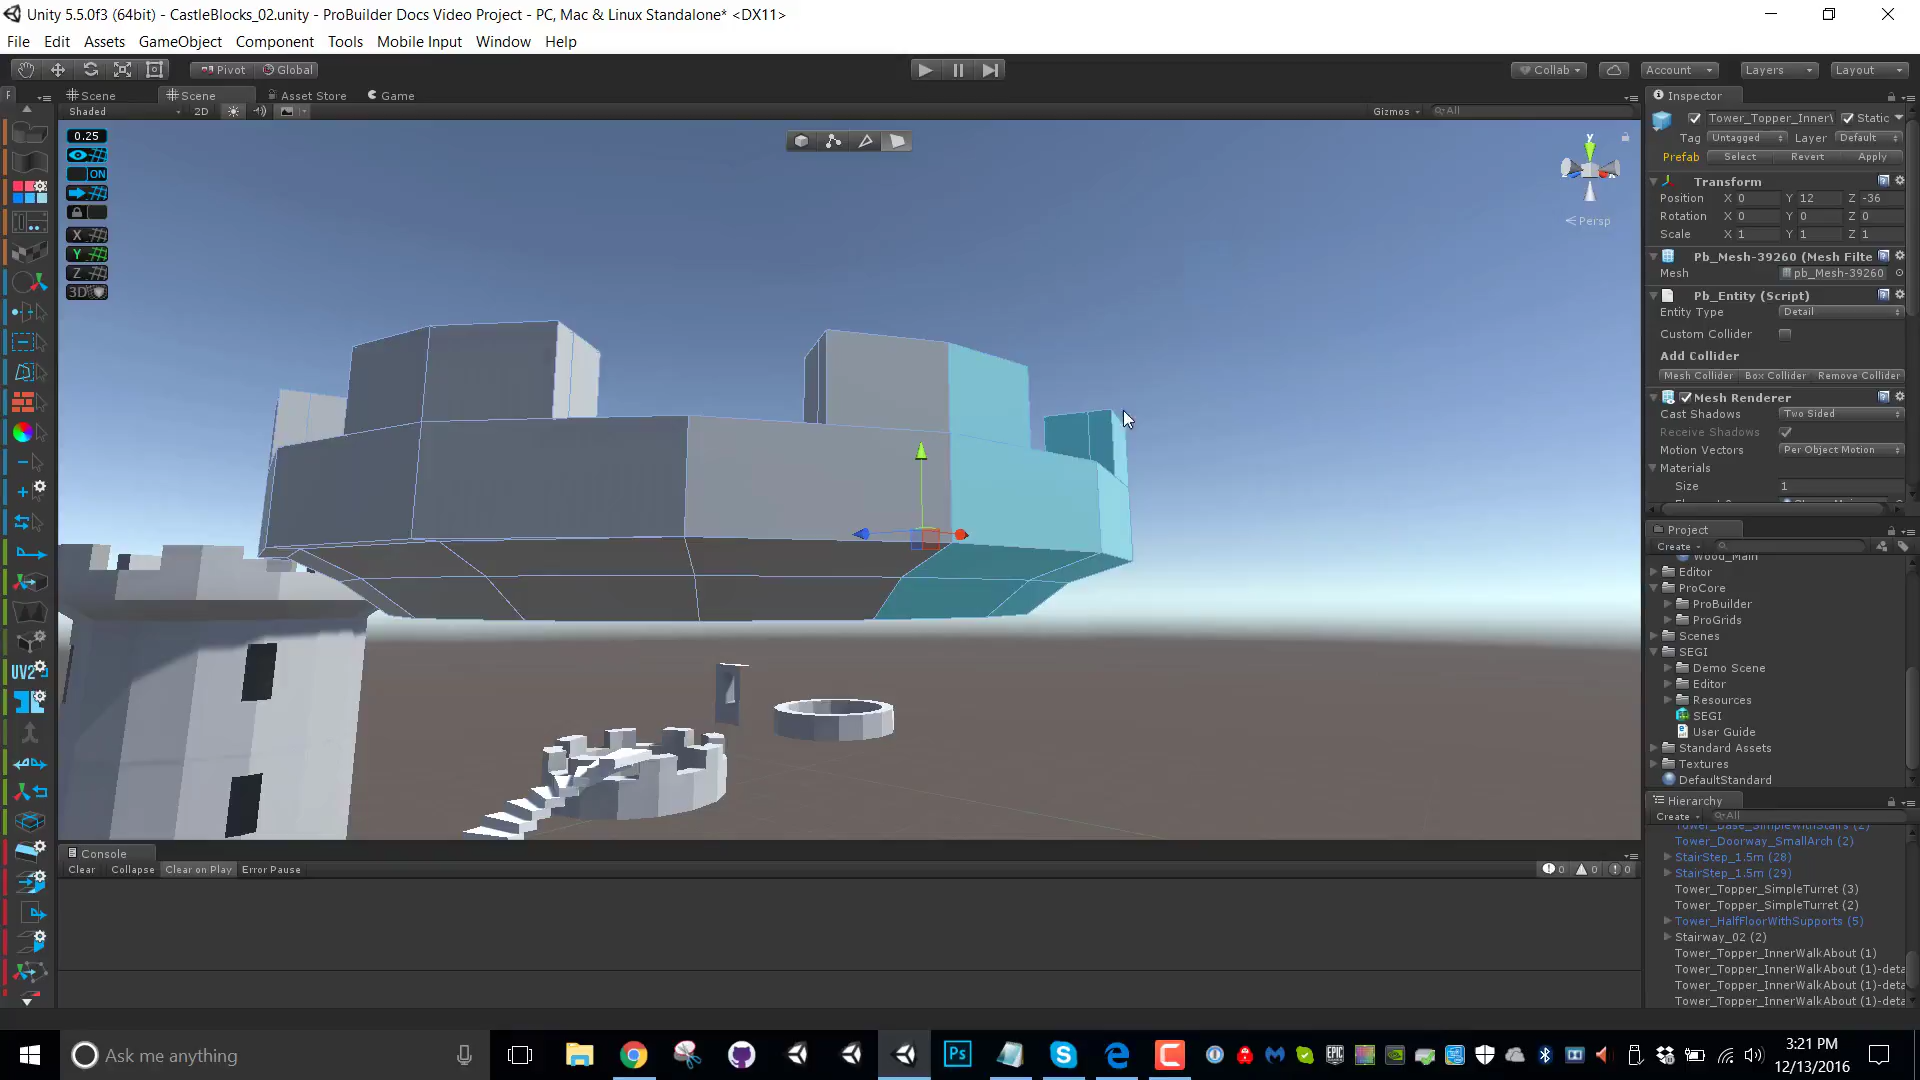 Unity 5.5.0f3 (64bit) - CastleBlocks_02.unity - ProBuilder Docs Video Project - PC, Mac & Linux Standalone* <DX11>
File Edit Assets GameObject Component Tools Mobile Input Window Help
Pivot Global Collab Account Layers Layout
Scene Scene Asset Store Game
Shaded 2D Gizmos All
0.25
ON
X
Y
Z
3D
Y
Persp
UV2
Inspector
Tower_Topper_Inner\ Static
Tag Untagged Layer Default
Prefab Select Revert Apply
Transform
Position X 0 Y 12 Z -36
Rotation X 0 Y 0 Z 0
Scale X 1 Y 1 Z 1
Pb_Mesh-39260 (Mesh Filte
Mesh pb_Mesh-39260
Pb_Entity (Script)
Entity Type Detail
Custom Collider
Add Collider
Mesh Collider Box Collider Remove Collider
Mesh Renderer
Cast Shadows Two Sided
Receive Shadows
Motion Vectors Per Object Motion
Materials
Size 1
Project
Create
Wood_Main
Editor
ProCore
ProBuilder
ProGrids
Scenes
SEGI
Demo Scene
Editor
Resources
SEGI
User Guide
Standard Assets
Textures
DefaultStandard
Hierarchy
Create All
Tower_Base_SimpleWithStairs (2)
Tower_Doorway_SmallArch (2)
StairStep_1.5m (28)
StairStep_1.5m (29)
Tower_Topper_SimpleTurret (3)
Tower_Topper_SimpleTurret (2)
Tower_HalfFloorWithSupports (5)
Stairway_02 (2)
Tower_Topper_InnerWalkAbout (1)
Tower_Topper_InnerWalkAbout (1)-deta
Tower_Topper_InnerWalkAbout (1)-deta
Tower_Topper_InnerWalkAbout (1)-deta
Console
Clear Collapse Clear on Play Error Pause 0 0 0
Ask me anything
Ps
EPIC
3:21 PM
12/13/2016